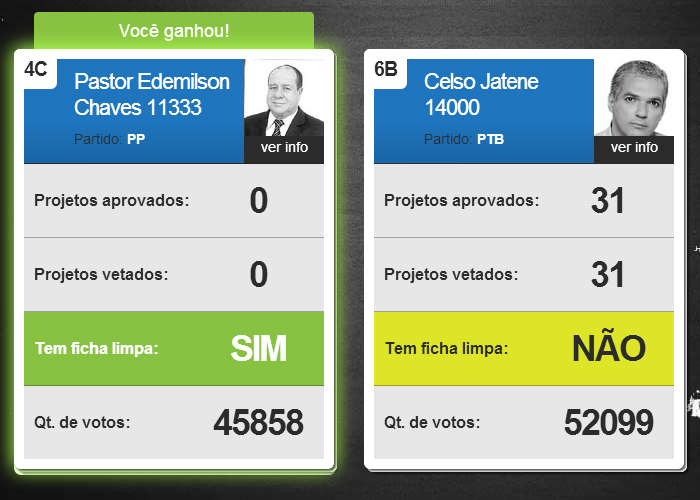 Você ganhou!
4C
Pastor Edemilson
Chaves 11333
Partido: PP
ver info
Projetos aprovados: 0
Projetos vetados: 0
Tem ficha limpa: SIM
Qt. de votos: 45858
6B
Celso Jatene
14000
Partido: PTB
ver info
Projetos aprovados: 31
Projetos vetados: 31
Tem ficha limpa: NÃO
Qt. de votos: 52099